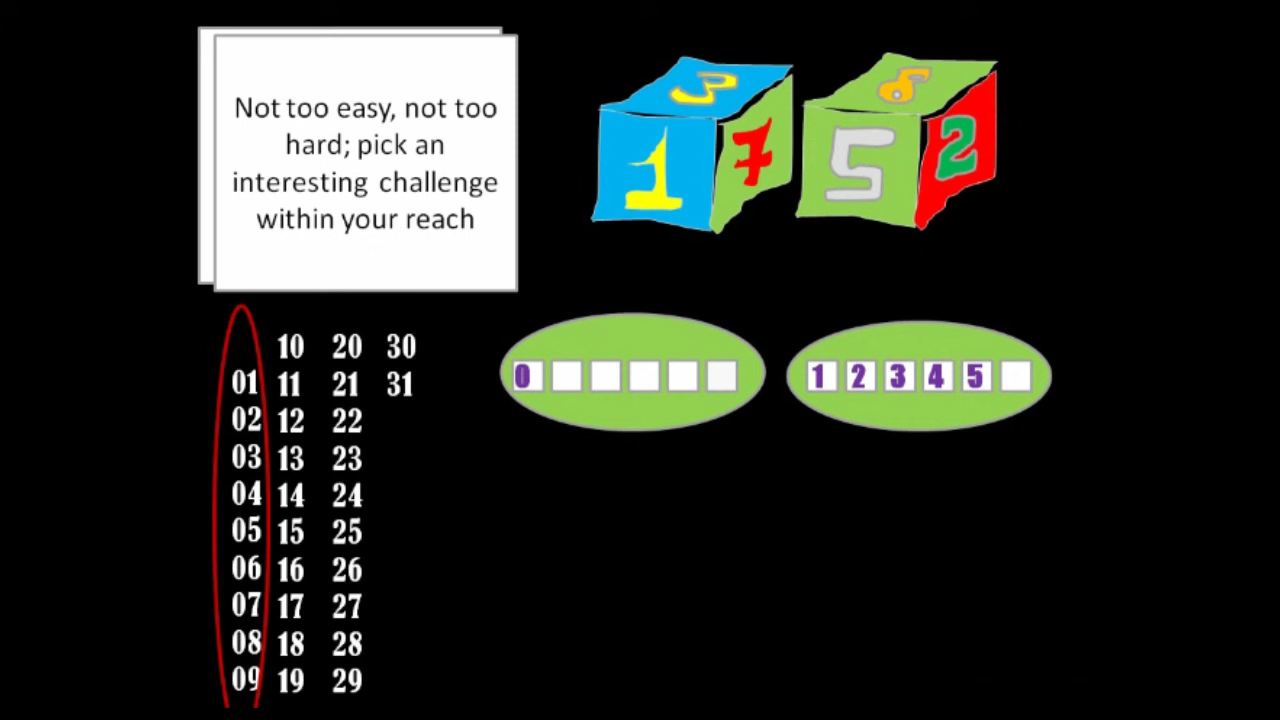 Not too easy, not too
hard; pick an
interesting challenge
within your reach
3
1
7
6
5
2
10 20 30
01 11 21 31
02 12 22
03 13 23
04 14 24
05 15 25
06 16 26
07 17 27
08 18 28
09 19 29
0
1 2 3 4 5